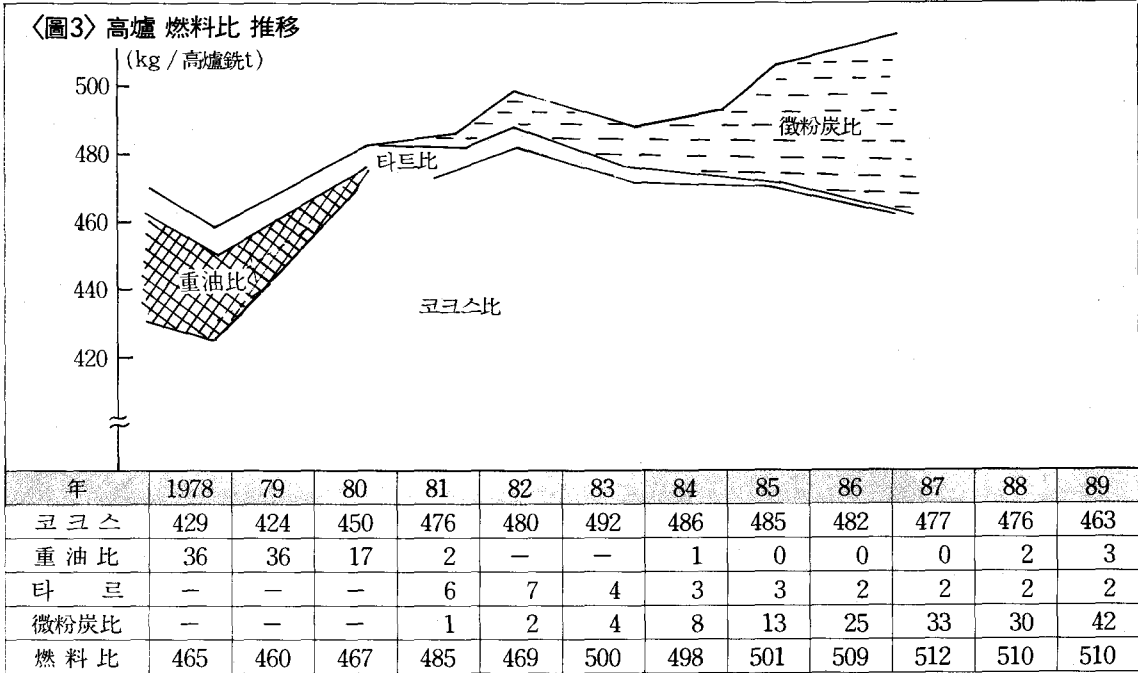 〈圖3〉高爐 燃料比 推移
(kg / 高爐銑t)
500
480
460
440
420
徵粉炭比
타트比
重油比
코크스比
年 1978 79 80 81 82 83 84 85 86 87 88 89
코크스 429 424 450 476 480 492 486 485 482 477 476 463
重油比 36 36 17 2 — — 1 0 0 0 2 3
타르 — — — 6 7 4 3 3 2 2 2 2
微粉炭比 — — — 1 2 4 8 13 25 33 30 42
燃料比 465 460 467 485 469 500 498 501 509 512 510 510